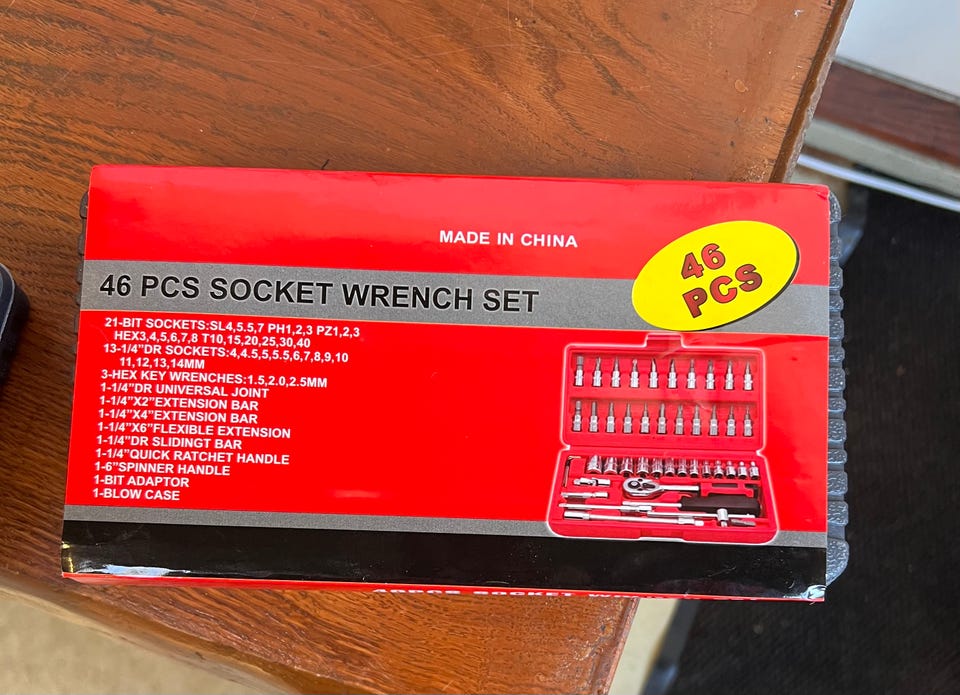 MADE IN CHINA
46
PCS
46 PCS SOCKET WRENCH SET
21-BIT SOCKETS:SL4,5.5,7 PH1,2,3 PZ1,2,3
HEX3,4,5,6,7,8 T10,15,20,25,30,40
13-1/4”DR SOCKETS:4,4.5,5,5.5,6,7,8,9,10
11,12,13,14MM
3-HEX KEY WRENCHES:1.5,2.0,2.5MM
1-1/4”DR UNIVERSAL JOINT
1-1/4”X2”EXTENSION BAR
1-1/4”X4”EXTENSION BAR
1-1/4”X6”FLEXIBLE EXTENSION
1-1/4”DR SLIDINGT BAR
1-1/4”QUICK RATCHET HANDLE
1-6”SPINNER HANDLE
1-BIT ADAPTOR
1-BLOW CASE
46PCS SOCKET